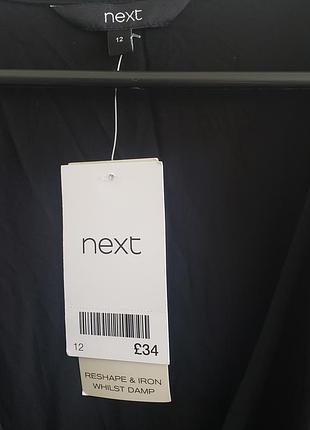 next
12
next
12
£34
RESHAPE & IRON
WHILST DAMP